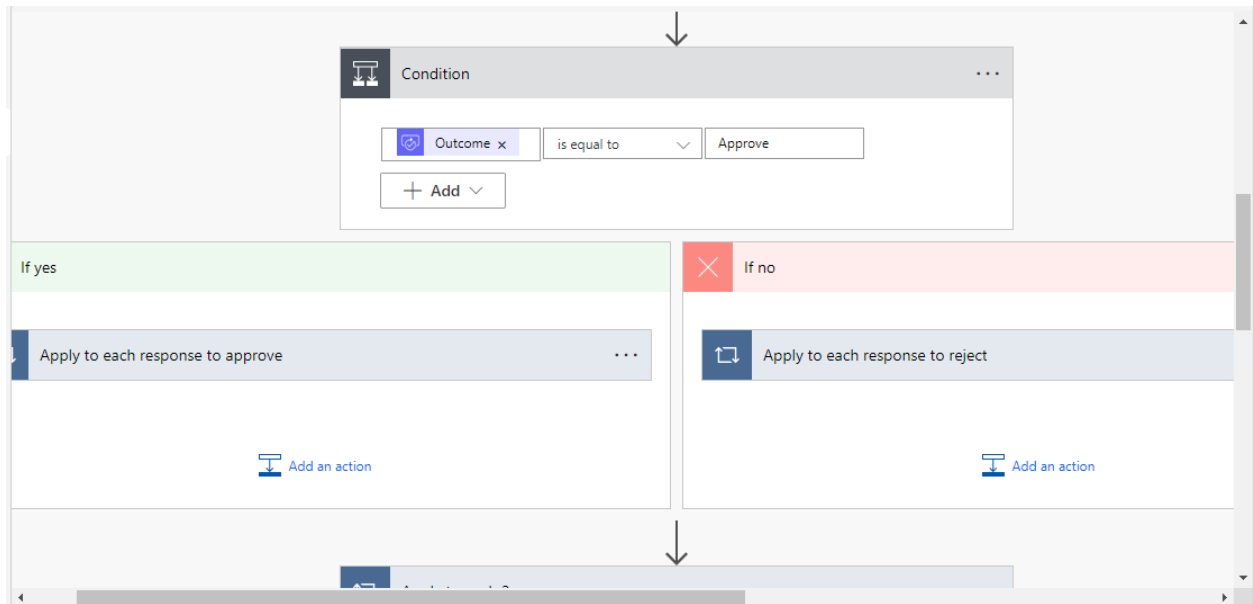 Condition
...
Outcome x
is equal to
Approve
+ Add
If yes
If no
Apply to each response to approve
...
Apply to each response to reject
Add an action
Add an action